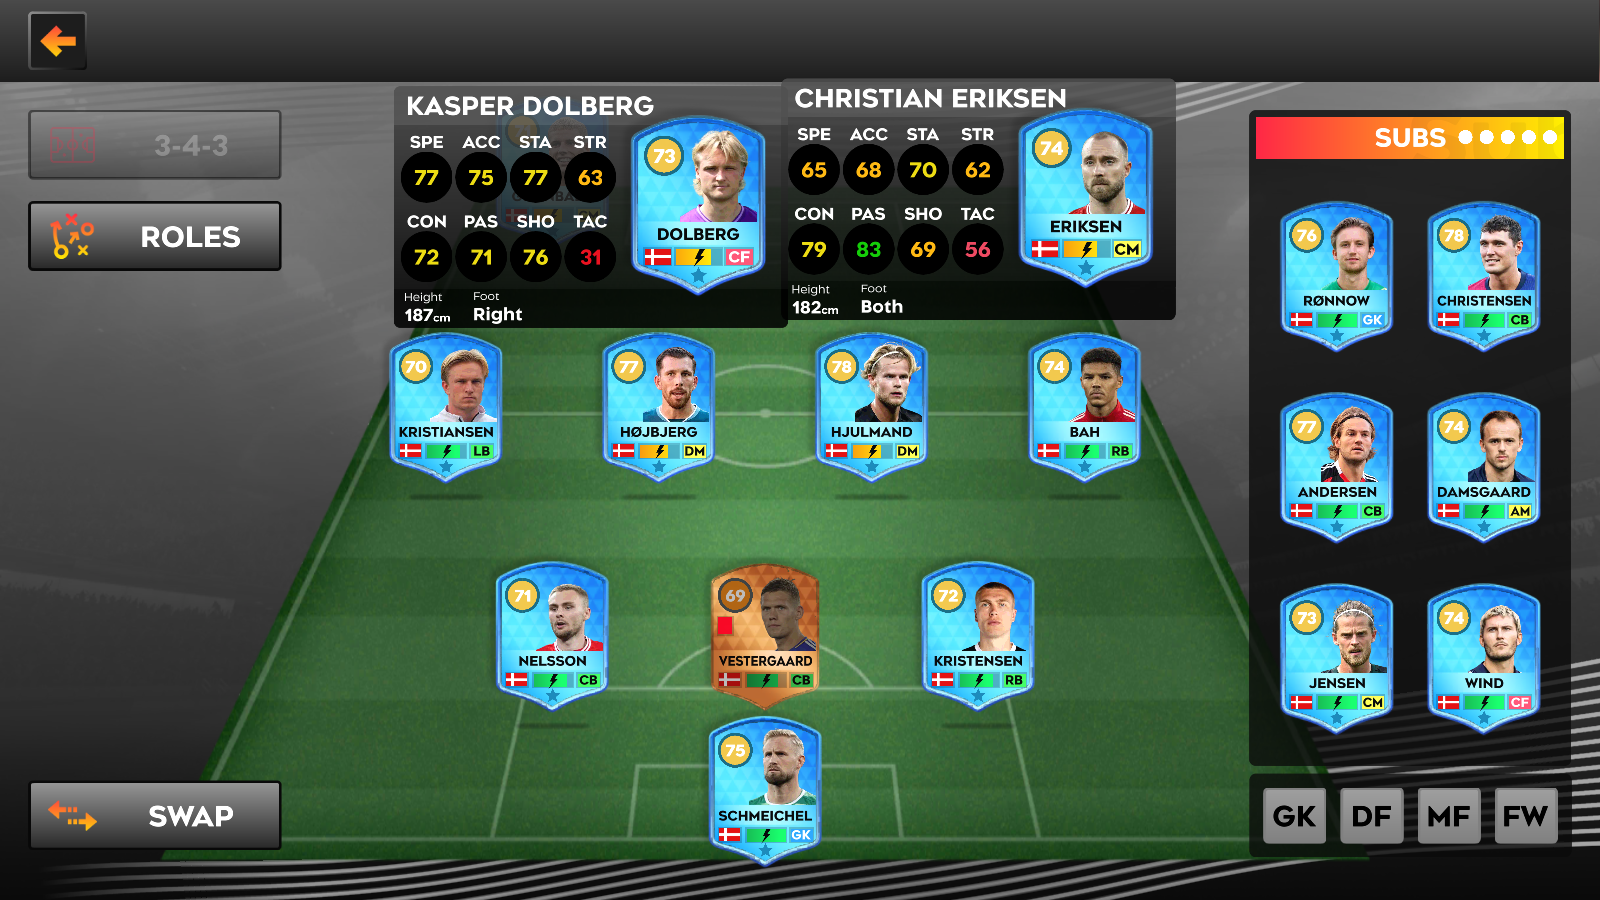 3-4-3
ROLES
SWAP
KASPER DOLBERG
SPE ACC STA STR
77 75 77 63
CON PAS SHO TAC
72 71 76 31
Height Foot
187cm Right
73
DOLBERG
CF
CHRISTIAN ERIKSEN
SPE ACC STA STR
65 68 70 62
CON PAS SHO TAC
79 83 69 56
Height Foot
182cm Both
74
ERIKSEN
CM
70
KRISTIANSEN
LB
77
HØJBJERG
DM
78
HJULMAND
DM
74
BAH
RB
71
NELSSON
CB
69
VESTERGAARD
CB
72
KRISTENSEN
RB
75
SCHMEICHEL
GK
SUBS
76
RØNNOW
GK
78
CHRISTENSEN
CB
77
ANDERSEN
CB
74
DAMSGAARD
AM
73
JENSEN
CM
74
WIND
CF
GK DF MF FW